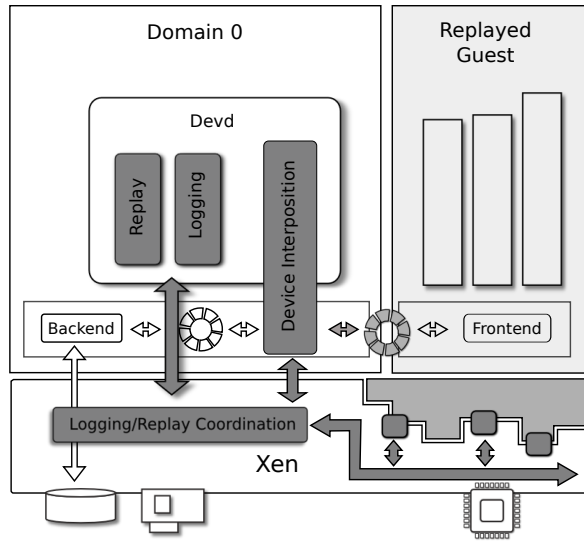 Domain 0
Replayed
Guest
Devd
Replay
Logging
Device Interposition
Backend
Frontend
Logging/Replay Coordination
Xen